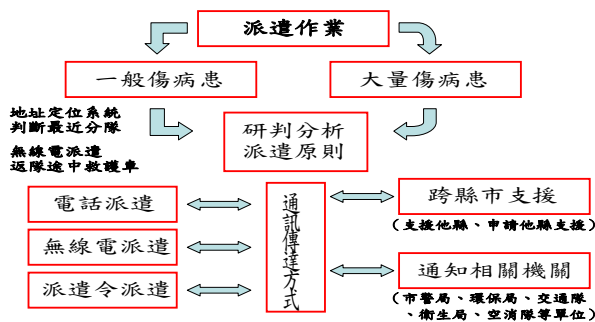 派遣作業
一般傷病患
大量傷病患
地址定位系統
判斷最近分隊
無線電派遣
返隊途中救護車
研判分析
派遣原則
電話派遣
無線電派遣
派遣令派遣
通訊傳達方式
跨縣市支援
(支援他縣、申請他縣支援)
通知相關機關
(市警局、環保局、交通隊
、衛生局、空消隊等單位)